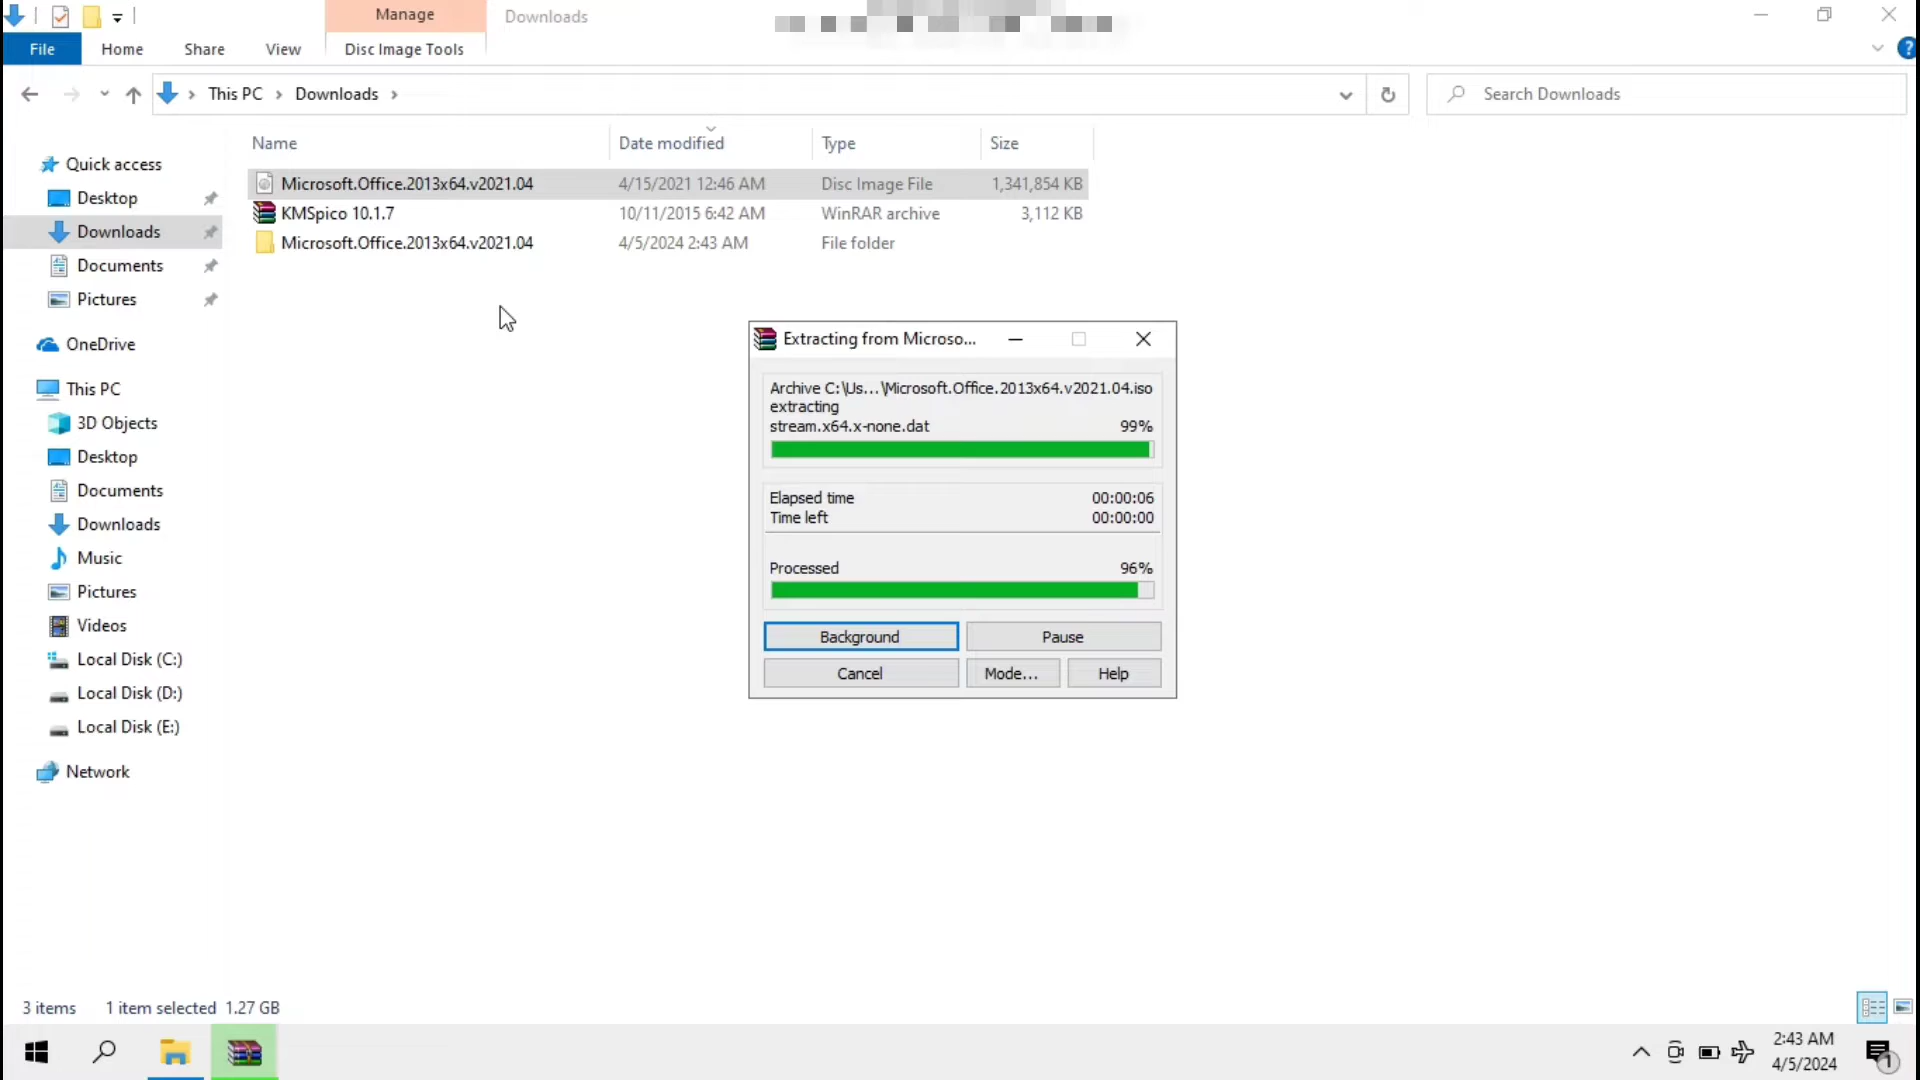 Manage
Downloads
File
Home
Share
View
Disc Image Tools
?
This PC
Downloads
Search Downloads
Name
Date modified
Type
Size
Microsoft.Office.2013x64.v2021.04 4/15/2021 12:46 AM Disc Image File 1,341,854 KB
KMSpico 10.1.7 10/11/2015 6:42 AM WinRAR archive 3,112 KB
Microsoft.Office.2013x64.v2021.04 4/5/2024 2:43 AM File folder
Quick access
Desktop
Downloads
Documents
Pictures
OneDrive
This PC
3D Objects
Desktop
Documents
Downloads
Music
Pictures
Videos
Local Disk (C:)
Local Disk (D:)
Local Disk (E:)
Network
Extracting from Microso...
Archive C:\Us...\Microsoft.Office.2013x64.v2021.04.iso
extracting
stream.x64.x-none.dat 99%
Elapsed time 00:00:06
Time left 00:00:00
Processed 96%
Background
Pause
Cancel
Mode...
Help
3 items 1 item selected 1.27 GB
2:43 AM
4/5/2024
1